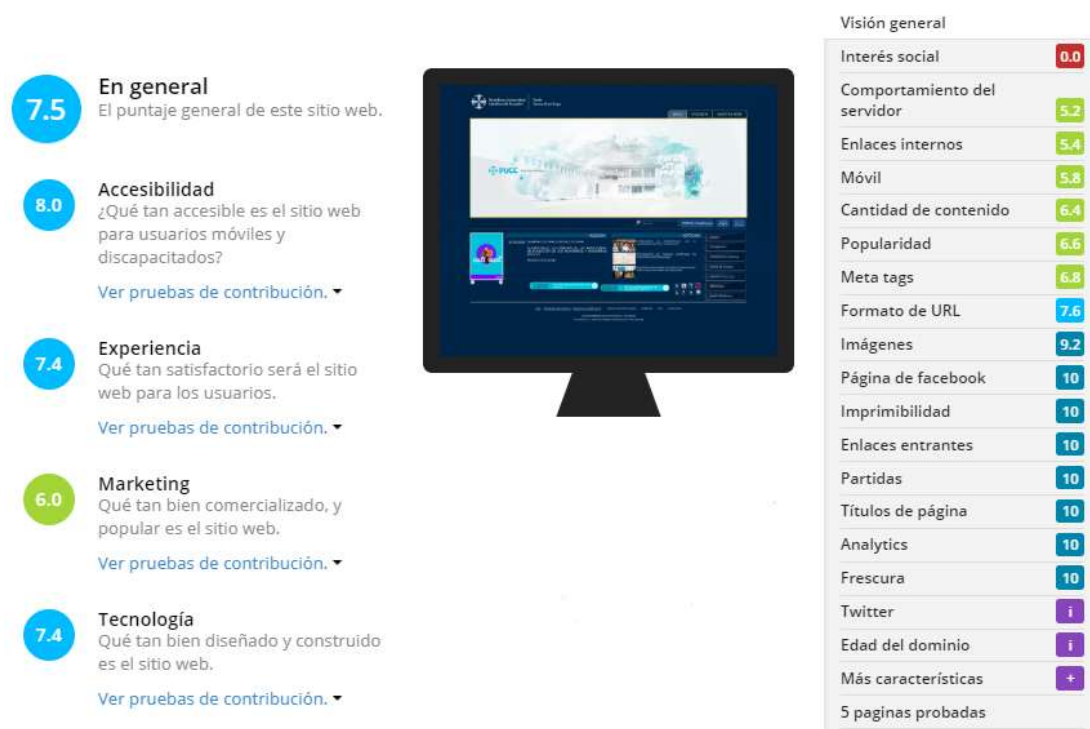 7.5
En general
El puntaje general de este sitio web.
8.0
Accesibilidad
¿Qué tan accesible es el sitio web
para usuarios móviles y
discapacitados?
Ver pruebas de contribución.
7.4
Experiencia
Qué tan satisfactorio será el sitio
web para los usuarios.
Ver pruebas de contribución.
6.0
Marketing
Qué tan bien comercializado, y
popular es el sitio web.
Ver pruebas de contribución.
7.4
Tecnología
Qué tan bien diseñado y construido
es el sitio web.
Ver pruebas de contribución.
PUCE
Visión general
Interés social 0.0
Comportamiento del
servidor 5.2
Enlaces internos 5.4
Móvil 5.8
Cantidad de contenido 6.4
Popularidad 6.6
Meta tags 6.8
Formato de URL 7.6
Imágenes 9.2
Página de facebook 10
Imprimibilidad 10
Enlaces entrantes 10
Partidas 10
Títulos de página 10
Analytics 10
Frescura 10
Twitter i
Edad del dominio i
Más características +
5 paginas probadas